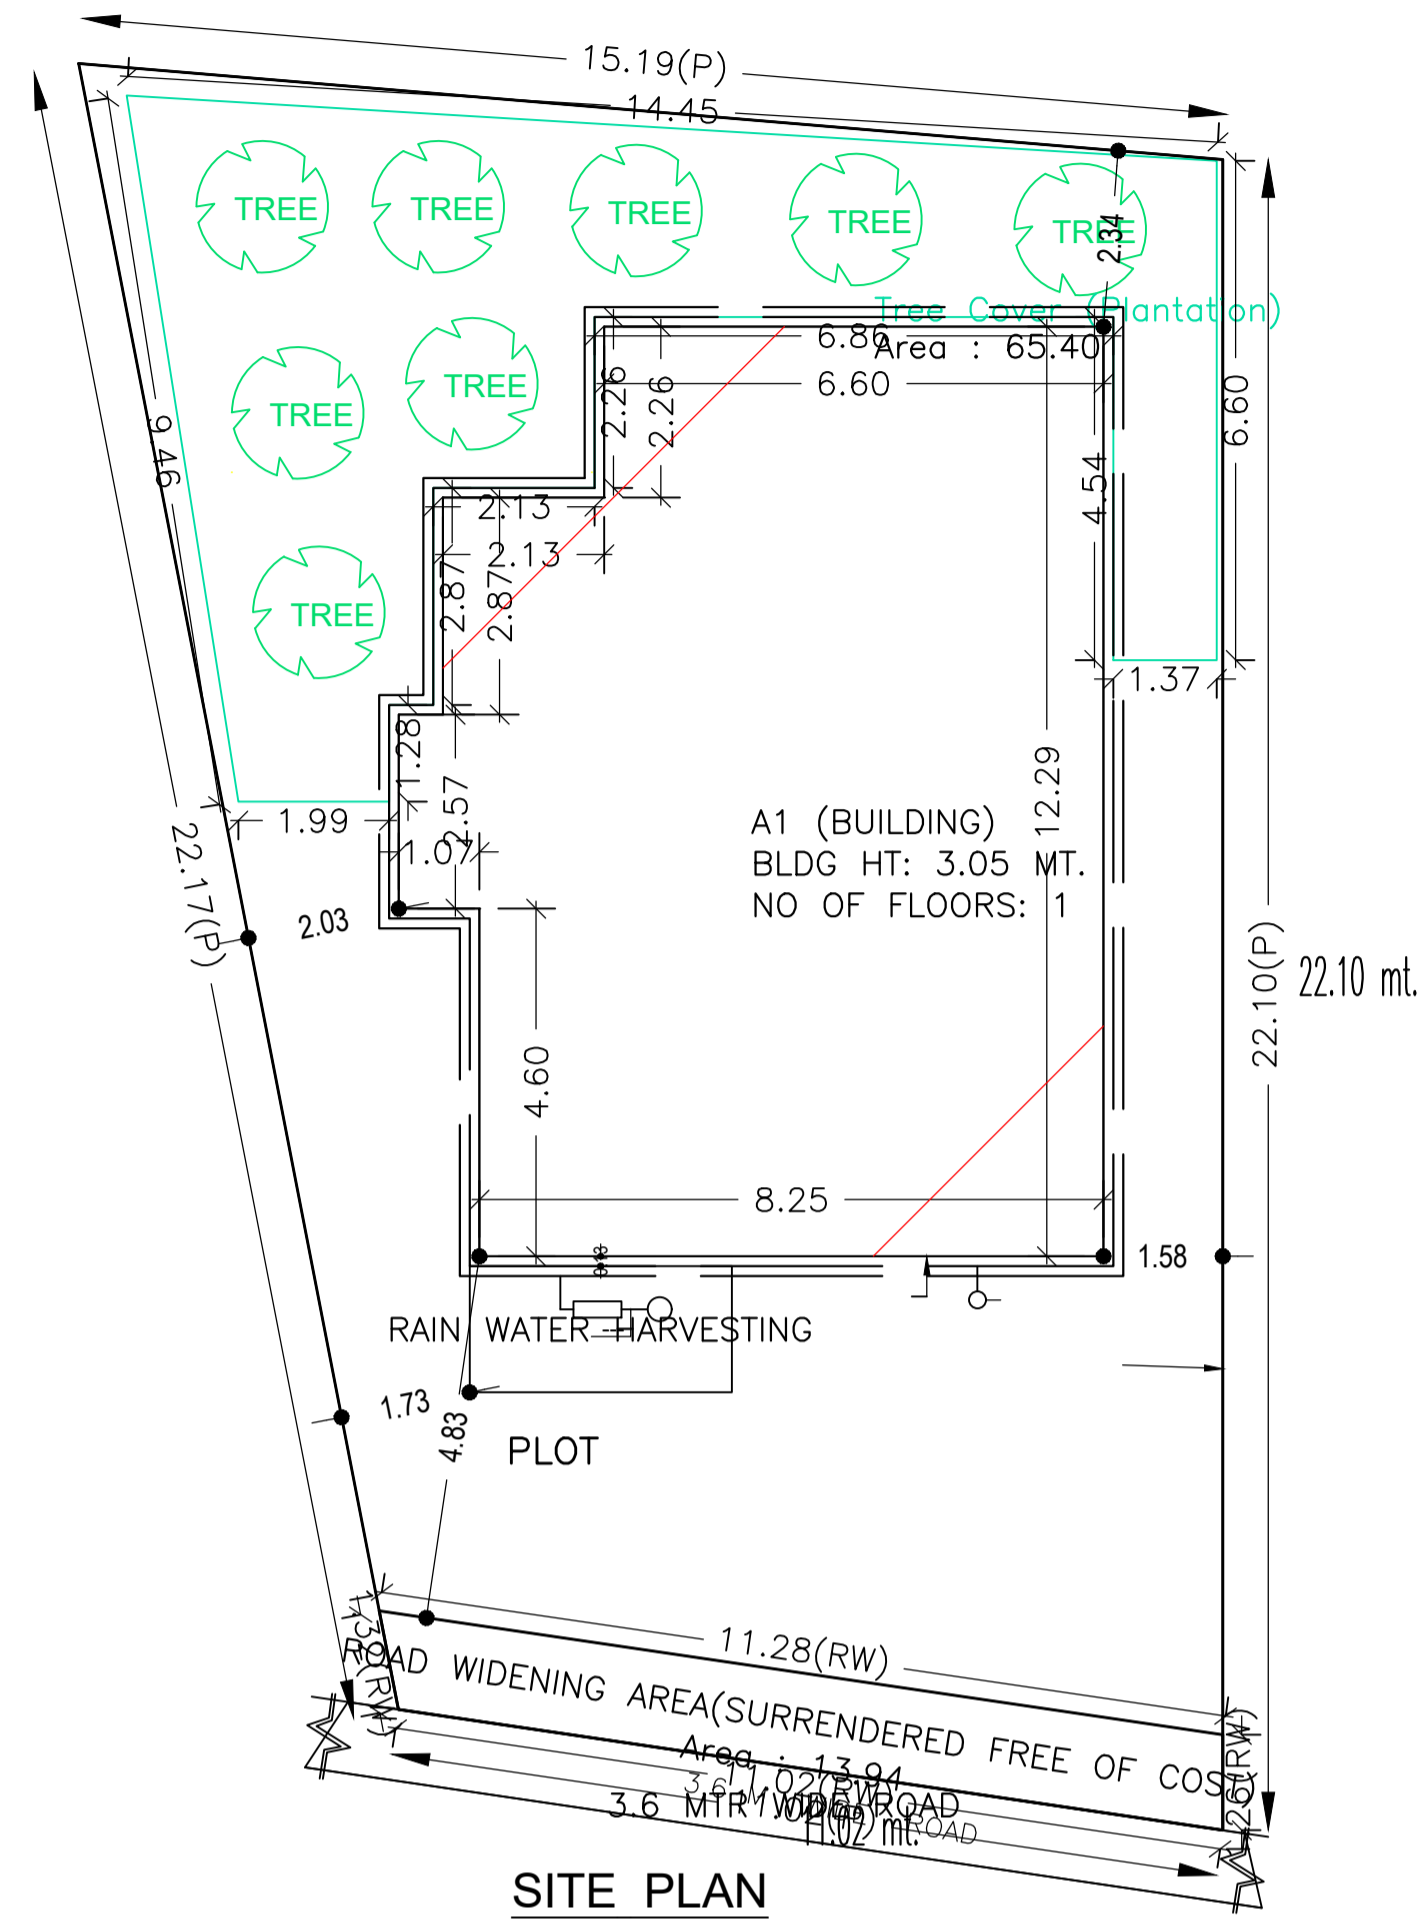 15.19(P)
14.45
TREE
TREE
TREE
TREE
TREE
2.34
Tree Cover (Plantation)
6.86
Area : 65.40
6.60
2.26
2.26
6.60
9.46
TREE
TREE
4.54
2.13
2.13
2.87
2.87
TREE
1.37
1.28
2.57
12.29
1.99
1.07
A1 (BUILDING)
BLDG HT: 3.05 MT.
NO OF FLOORS: 1
22.17(P)
2.03
22.10(P)
22.10 mt.
4.60
8.25
1.58
RAIN WATER HARVESTING
1.73
4.83
PLOT
11.28(RW)
ROAD WIDENING AREA(SURRENDERED FREE OF COST)
Area : 13.94
11.02(RW)
3.6 MTR WIDE ROAD
ROAD
11.02 mt.
SITE PLAN